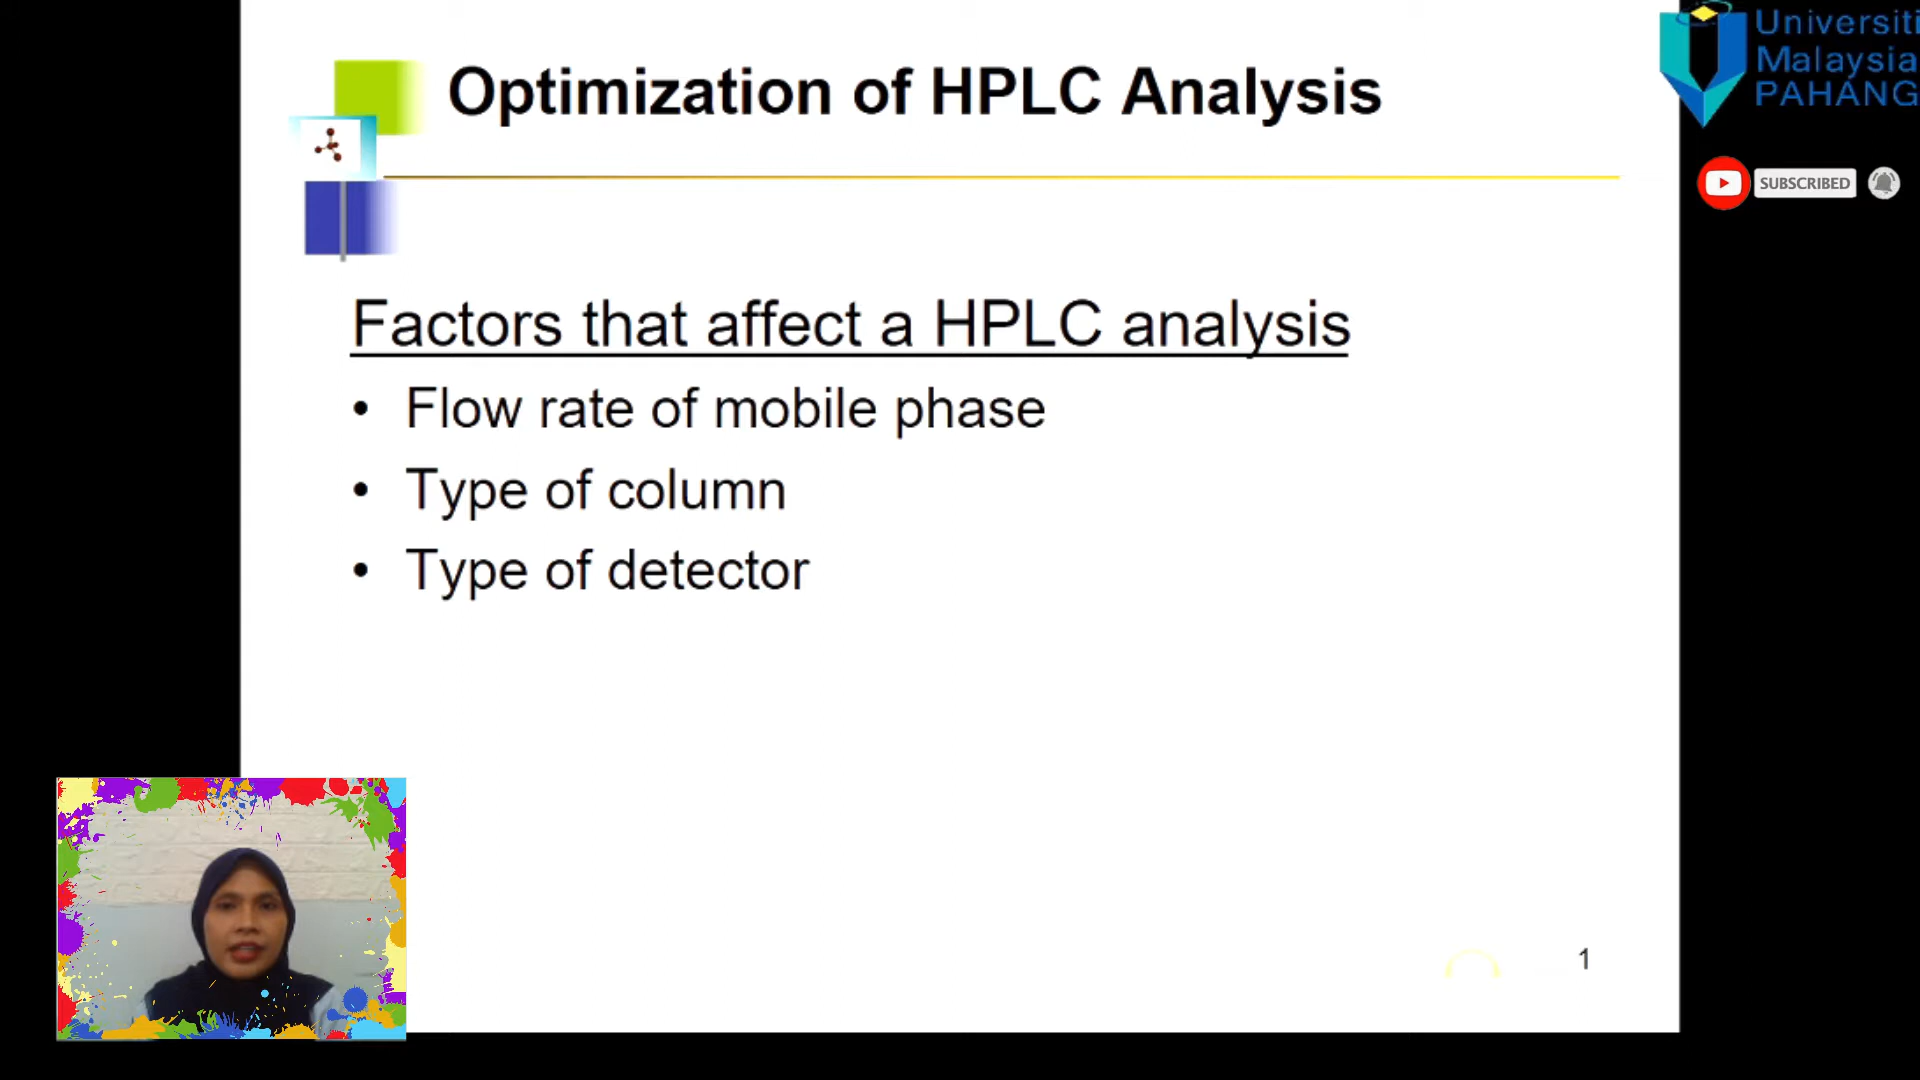 Optimization of HPLC Analysis
Universiti
Malaysia
PAHANG
SUBSCRIBED
Factors that affect a HPLC analysis
• Flow rate of mobile phase
• Type of column
• Type of detector
1